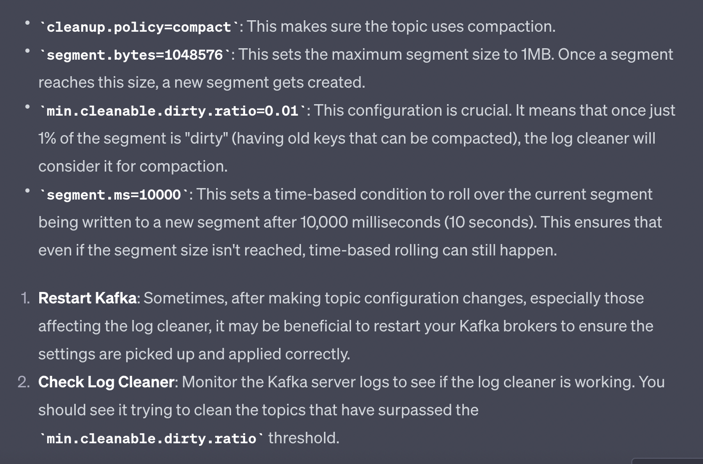 • `cleanup.policy=compact`: This makes sure the topic uses compaction.
• `segment.bytes=1048576`: This sets the maximum segment size to 1MB. Once a segment
reaches this size, a new segment gets created.
• `min.cleanable.dirty.ratio=0.01`: This configuration is crucial. It means that once just
1% of the segment is "dirty" (having old keys that can be compacted), the log cleaner will
consider it for compaction.
• `segment.ms=10000`: This sets a time-based condition to roll over the current segment
being written to a new segment after 10,000 milliseconds (10 seconds). This ensures that
even if the segment size isn't reached, time-based rolling can still happen.
1. Restart Kafka: Sometimes, after making topic configuration changes, especially those
affecting the log cleaner, it may be beneficial to restart your Kafka brokers to ensure the
settings are picked up and applied correctly.
2. Check Log Cleaner: Monitor the Kafka server logs to see if the log cleaner is working. You
should see it trying to clean the topics that have surpassed the
`min.cleanable.dirty.ratio` threshold.